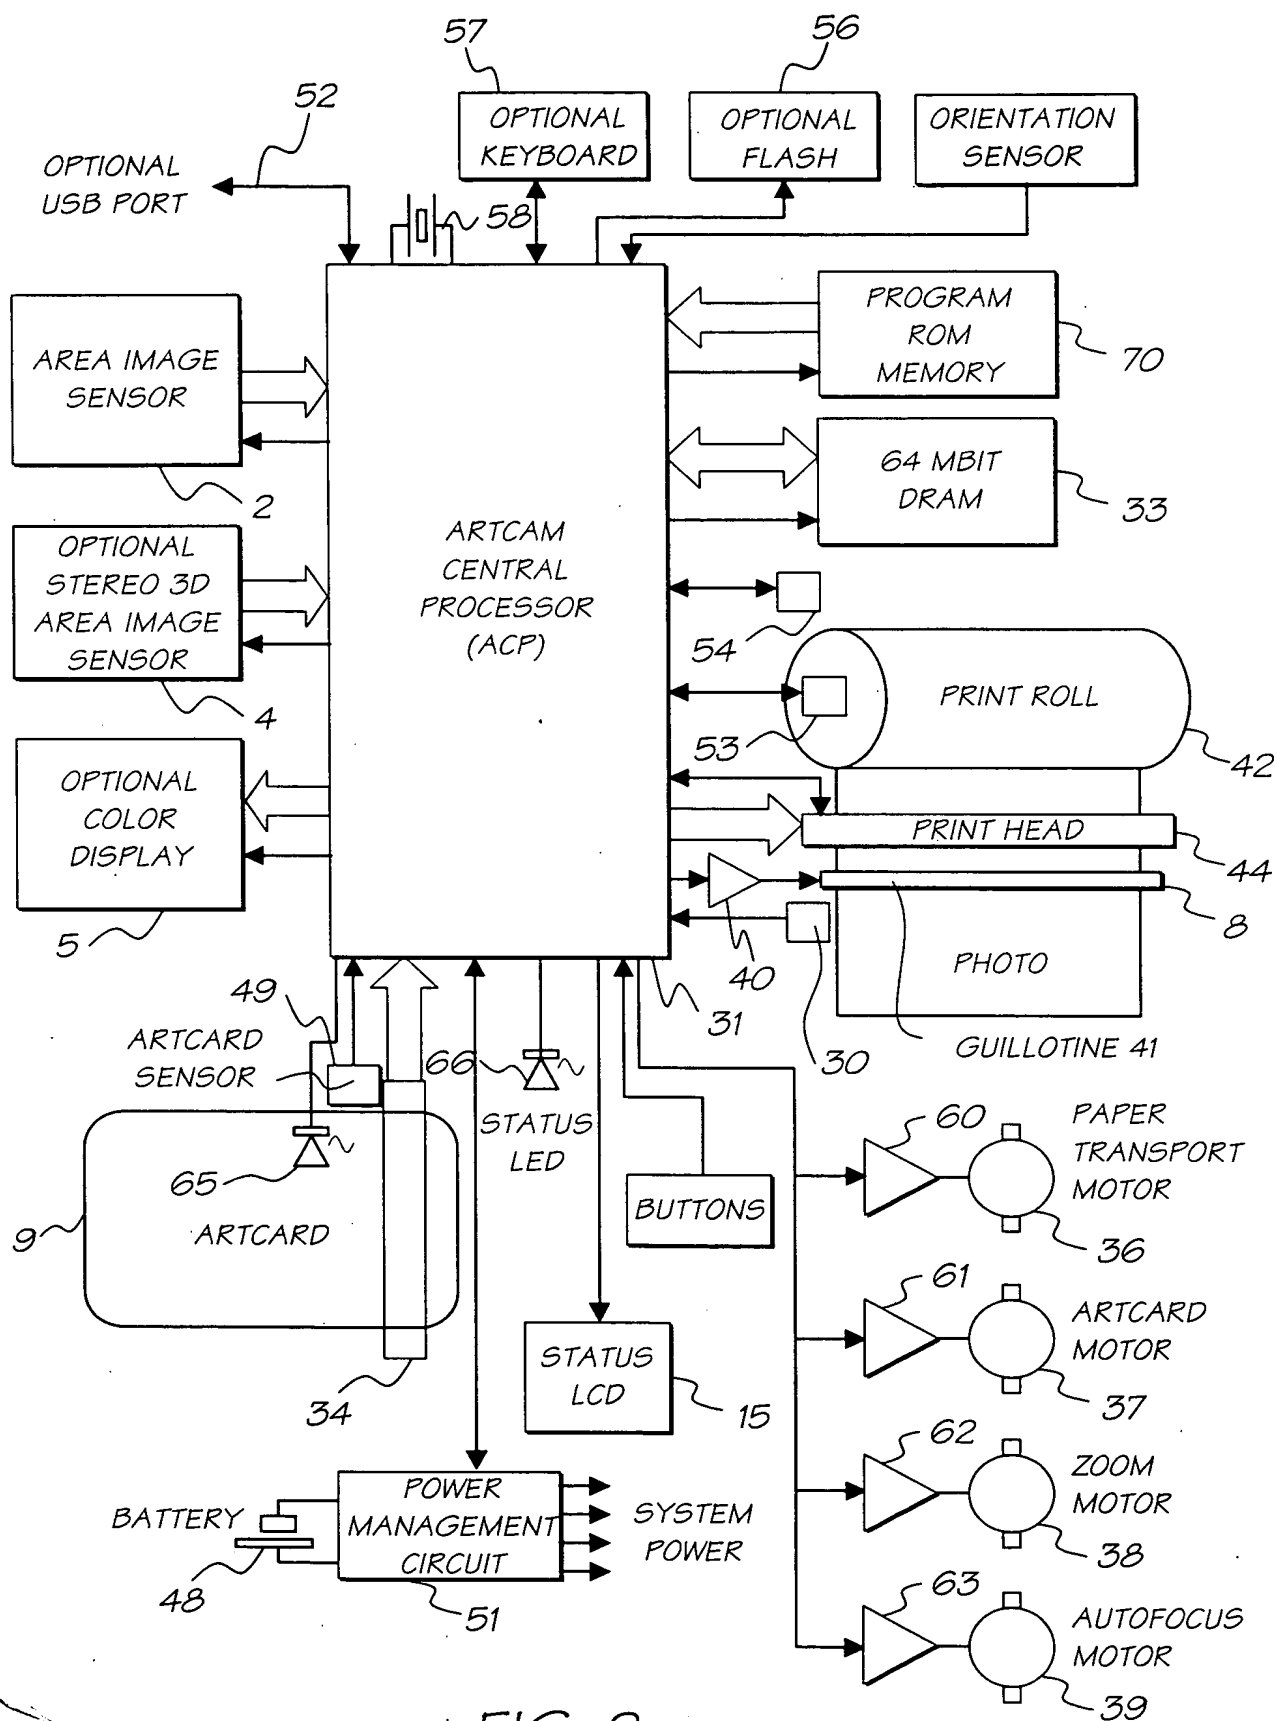 57
56
52
OPTIONAL
KEYBOARD
OPTIONAL
FLASH
ORIENTATION
SENSOR
OPTIONAL
USB PORT
58
AREA IMAGE
SENSOR
2
PROGRAM
ROM
MEMORY
70
64 MBIT
DRAM
33
OPTIONAL
STEREO 3D
AREA IMAGE
SENSOR
4
ARTCAM
CENTRAL
PROCESSOR
(ACP)
54
PRINT ROLL
53
42
OPTIONAL
COLOR
DISPLAY
5
PRINT HEAD
44
8
40
30
PHOTO
GUILLOTINE 41
31
49
ARTCARD
SENSOR
66
STATUS
LED
65
9
ARTCARD
34
BUTTONS
STATUS
LCD
15
60
PAPER
TRANSPORT
MOTOR
36
61
ARTCARD
MOTOR
37
62
ZOOM
MOTOR
38
63
AUTOFOCUS
MOTOR
39
BATTERY
48
POWER
MANAGEMENT
CIRCUIT
51
SYSTEM
POWER